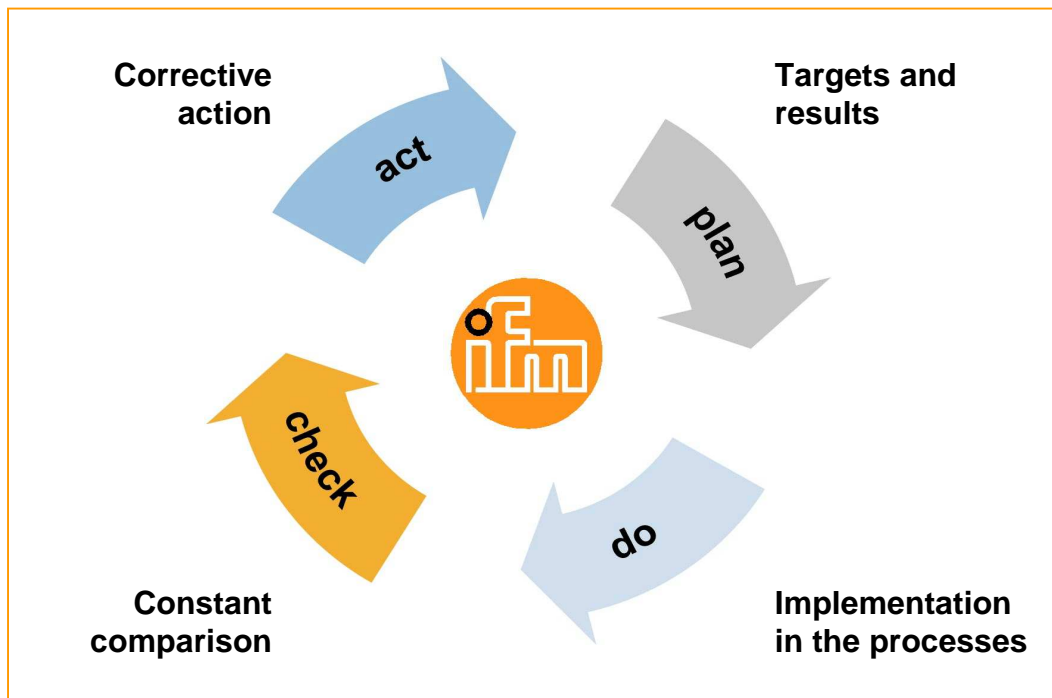 Corrective
action
Targets and
results
act
plan
ifm
check
do
Constant
comparison
Implementation
in the processes